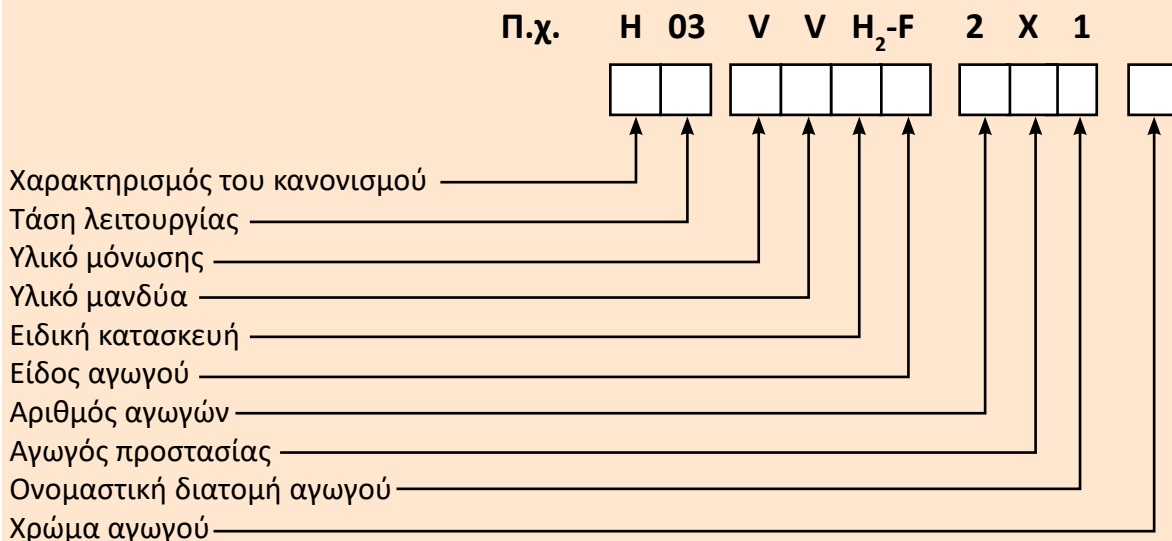 Π.χ. H 03 V V H₂-F 2 X 1
Χαρακτηρισμός του κανονισμού
Τάση λειτουργίας
Υλικό μόνωσης
Υλικό μανδύα
Ειδική κατασκευή
Είδος αγωγού
Αριθμός αγωγών
Αγωγός προστασίας
Ονομαστική διατομή αγωγού
Χρώμα αγωγού